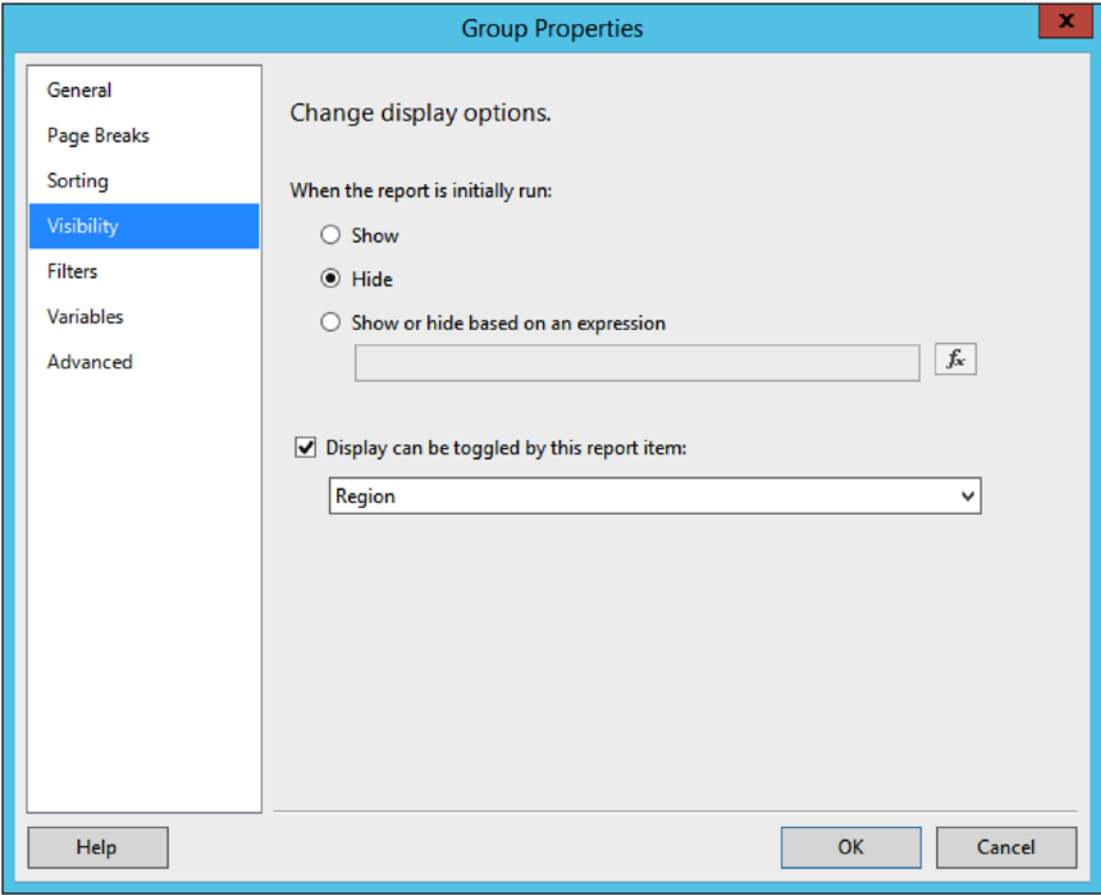 Group Properties
x
General
Page Breaks
Sorting
Visibility
Filters
Variables
Advanced
Change display options.
When the report is initially run:
Show
Hide
Show or hide based on an expression
fx
Display can be toggled by this report item:
Region
Help
OK
Cancel